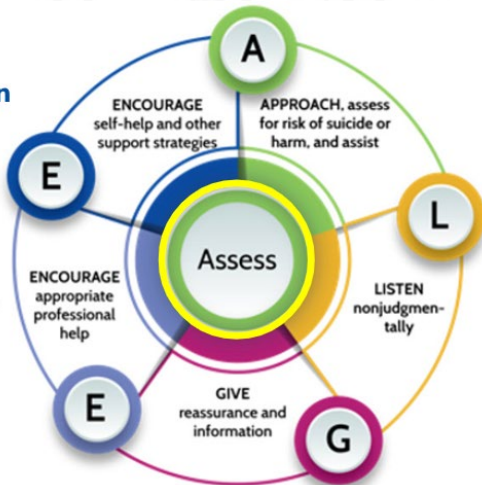 A
n
ENCOURAGE
self-help and other
support strategies
APPROACH, assess
for risk of suicide or
harm, and assist
E
L
Assess
ENCOURAGE
appropriate
professional
help
LISTEN
nonjudgmen-
tally
GIVE
reassurance and
information
E
G